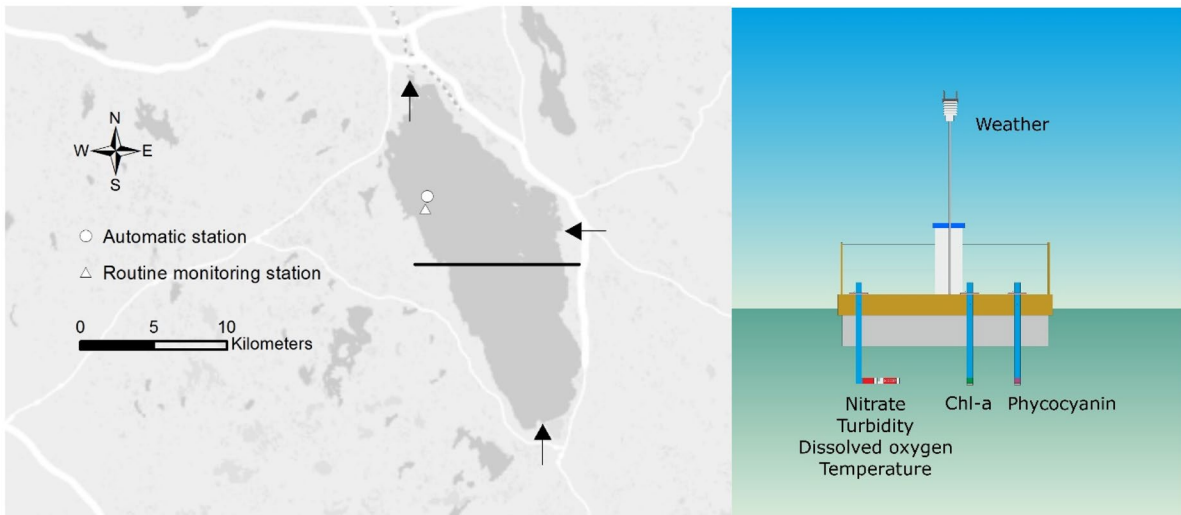 N
W E
S
Automatic station
Routine monitoring station
0 5 10
Kilometers
Weather
Nitrate
Turbidity
Dissolved oxygen
Temperature
Chl-a
Phycocyanin